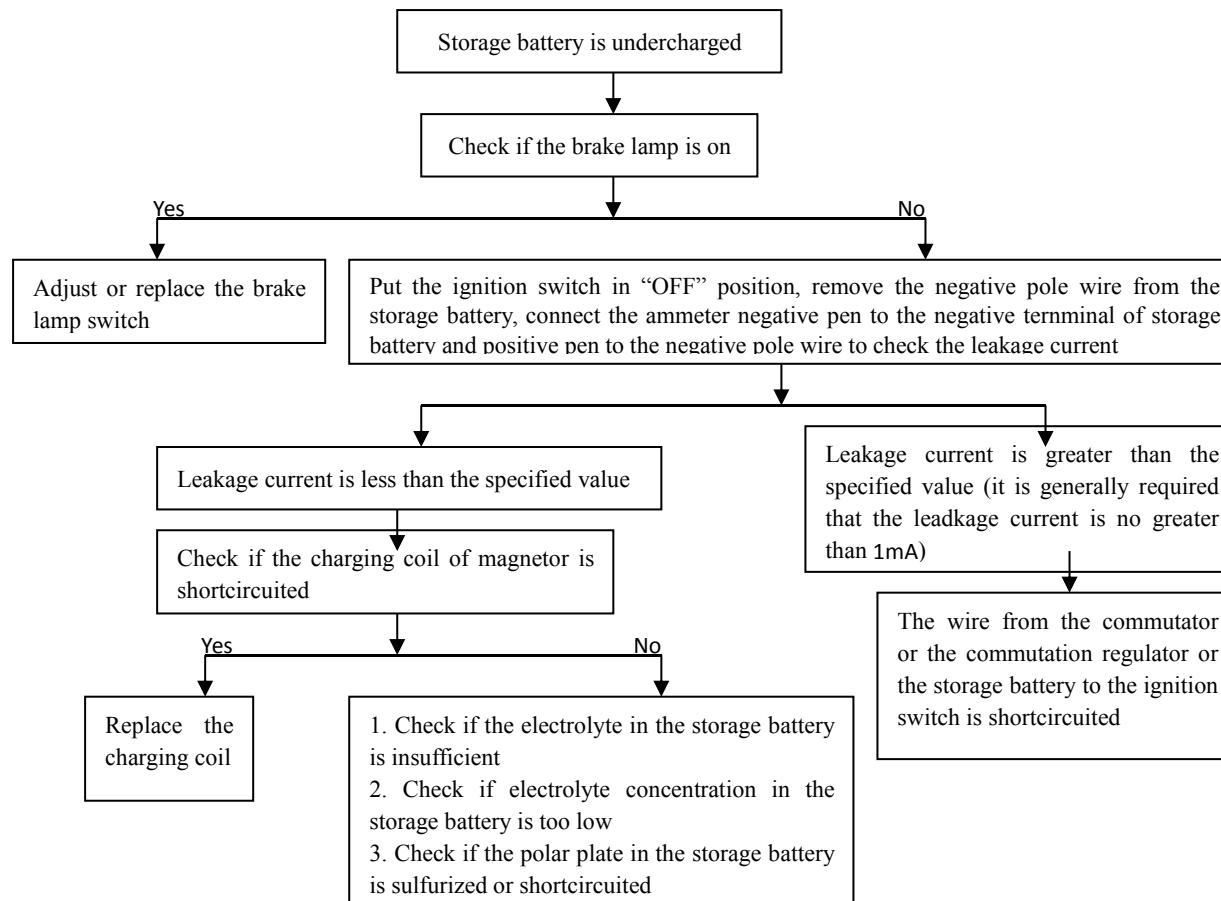 Storage battery is undercharged
Check if the brake lamp is on
Yes
No
Adjust or replace the brake
lamp switch
Put the ignition switch in “OFF” position, remove the negative pole wire from the
storage battery, connect the ammeter negative pen to the negative ternminal of storage
battery and positive pen to the negative pole wire to check the leakage current
Leakage current is less than the specified value
Leakage current is greater than the
specified value (it is generally required
that the leadkage current is no greater
than 1mA)
Check if the charging coil of magnetor is
shortcircuited
The wire from the commutator
or the commutation regulator or
the storage battery to the ignition
switch is shortcircuited
Yes
No
Replace the
charging coil
1. Check if the electrolyte in the storage battery
is insufficient
2. Check if electrolyte concentration in the
storage battery is too low
3. Check if the polar plate in the storage battery
is sulfurized or shortcircuited